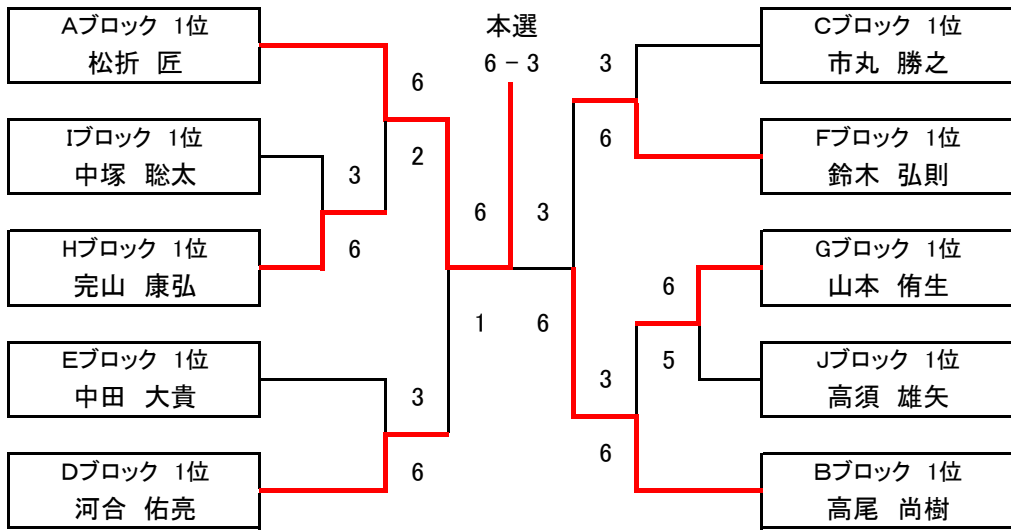 本選
6 − 3
Aブロック 1位
松折 匠
Iブロック 1位
中塚 聡太
Hブロック 1位
完山 康弘
Eブロック 1位
中田 大貴
Dブロック 1位
河合 佑亮
6
2
3
6
3
6
6
1
3
6
3
6
6
5
3
6
Cブロック 1位
市丸 勝之
Fブロック 1位
鈴木 弘則
Gブロック 1位
山本 侑生
Jブロック 1位
高須 雄矢
Bブロック 1位
高尾 尚樹